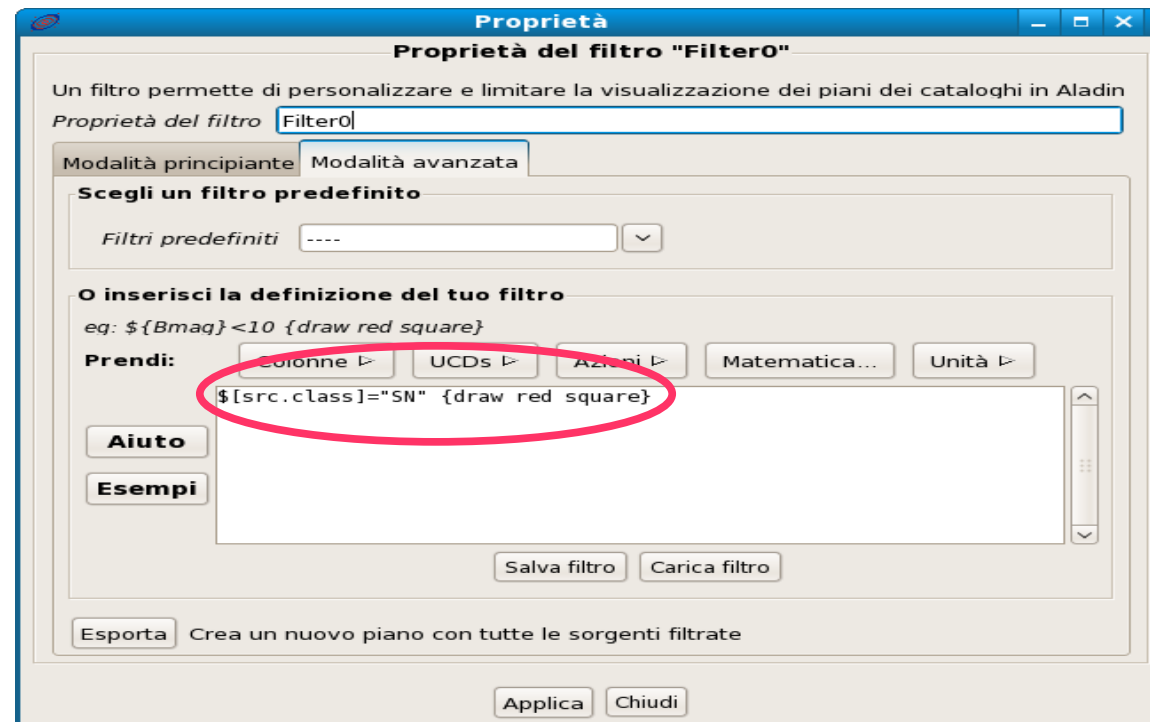 Proprietà
Proprietà del filtro "Filter0"
Un filtro permette di personalizzare e limitare la visualizzazione dei piani dei cataloghi in Aladin
Proprietà del filtro Filter0
Modalità principiante Modalità avanzata
Scegli un filtro predefinito
Filtri predefiniti ----
O inserisci la definizione del tuo filtro
eg: ${Bmag}<10 {draw red square}
Prendi: Colonne ▷ UCDs ▷ Azioni ▷ Matematica... Unità ▷
$[src.class]="SN" {draw red square}
Aiuto
Esempi
Salva filtro Carica filtro
Esporta Crea un nuovo piano con tutte le sorgenti filtrate
Applica Chiudi